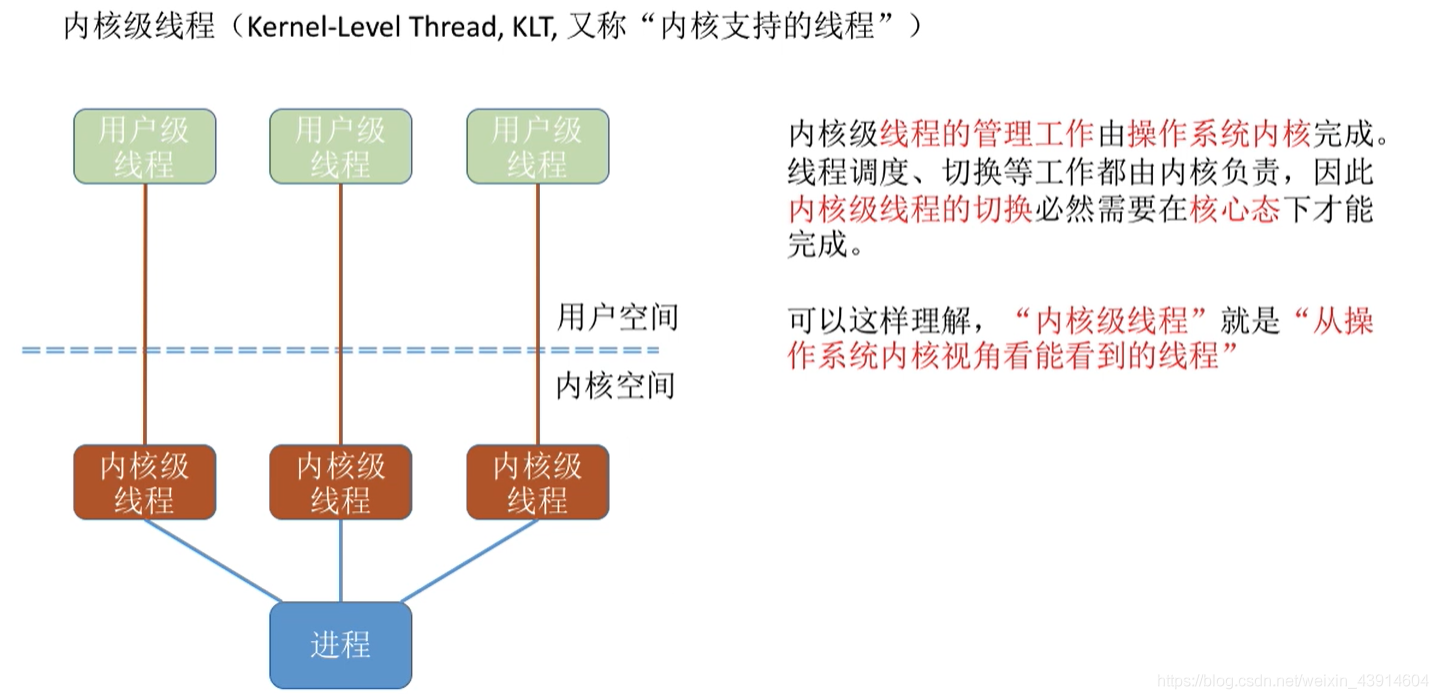 内核级线程（Kernel-Level Thread, KLT, 又称“内核支持的线程”）
用户级
线程
用户级
线程
用户级
线程
用户空间
内核空间
内核级
线程
内核级
线程
内核级
线程
进程
内核级线程的管理工作由操作系统内核完成。
线程调度、切换等工作都由内核负责，因此
内核级线程的切换必然需要在核心态下才能
完成。
可以这样理解，“内核级线程”就是“从操
作系统内核视角看能看到的线程”
https://blog.csdn.net/weixin_43914604